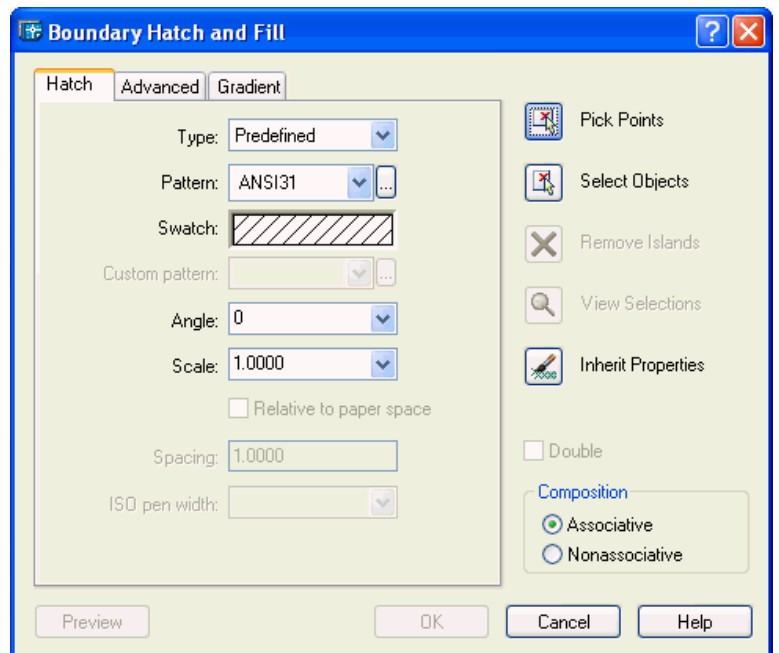 Boundary Hatch and Fill
Hatch Advanced Gradient
Type: Predefined
Pattern: ANSI31 ...
Swatch:
Custom pattern: ...
Angle: 0
Scale: 1.0000
Relative to paper space
Spacing: 1.0000
ISO pen width:
Pick Points
Select Objects
Remove Islands
View Selections
Inherit Properties
Double
Composition
Associative
Nonassociative
Preview OK Cancel Help